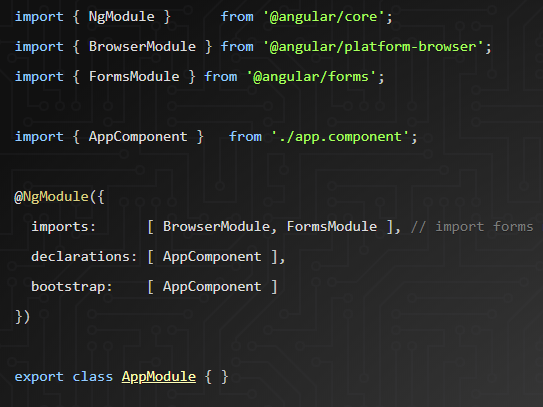 import { NgModule }      from '@angular/core';
import { BrowserModule } from '@angular/platform-browser';
import { FormsModule } from '@angular/forms';
import { AppComponent }   from './app.component';
@NgModule({
  imports:      [ BrowserModule, FormsModule ], // import forms
  declarations: [ AppComponent ],
  bootstrap:    [ AppComponent ]
})
export class AppModule { }